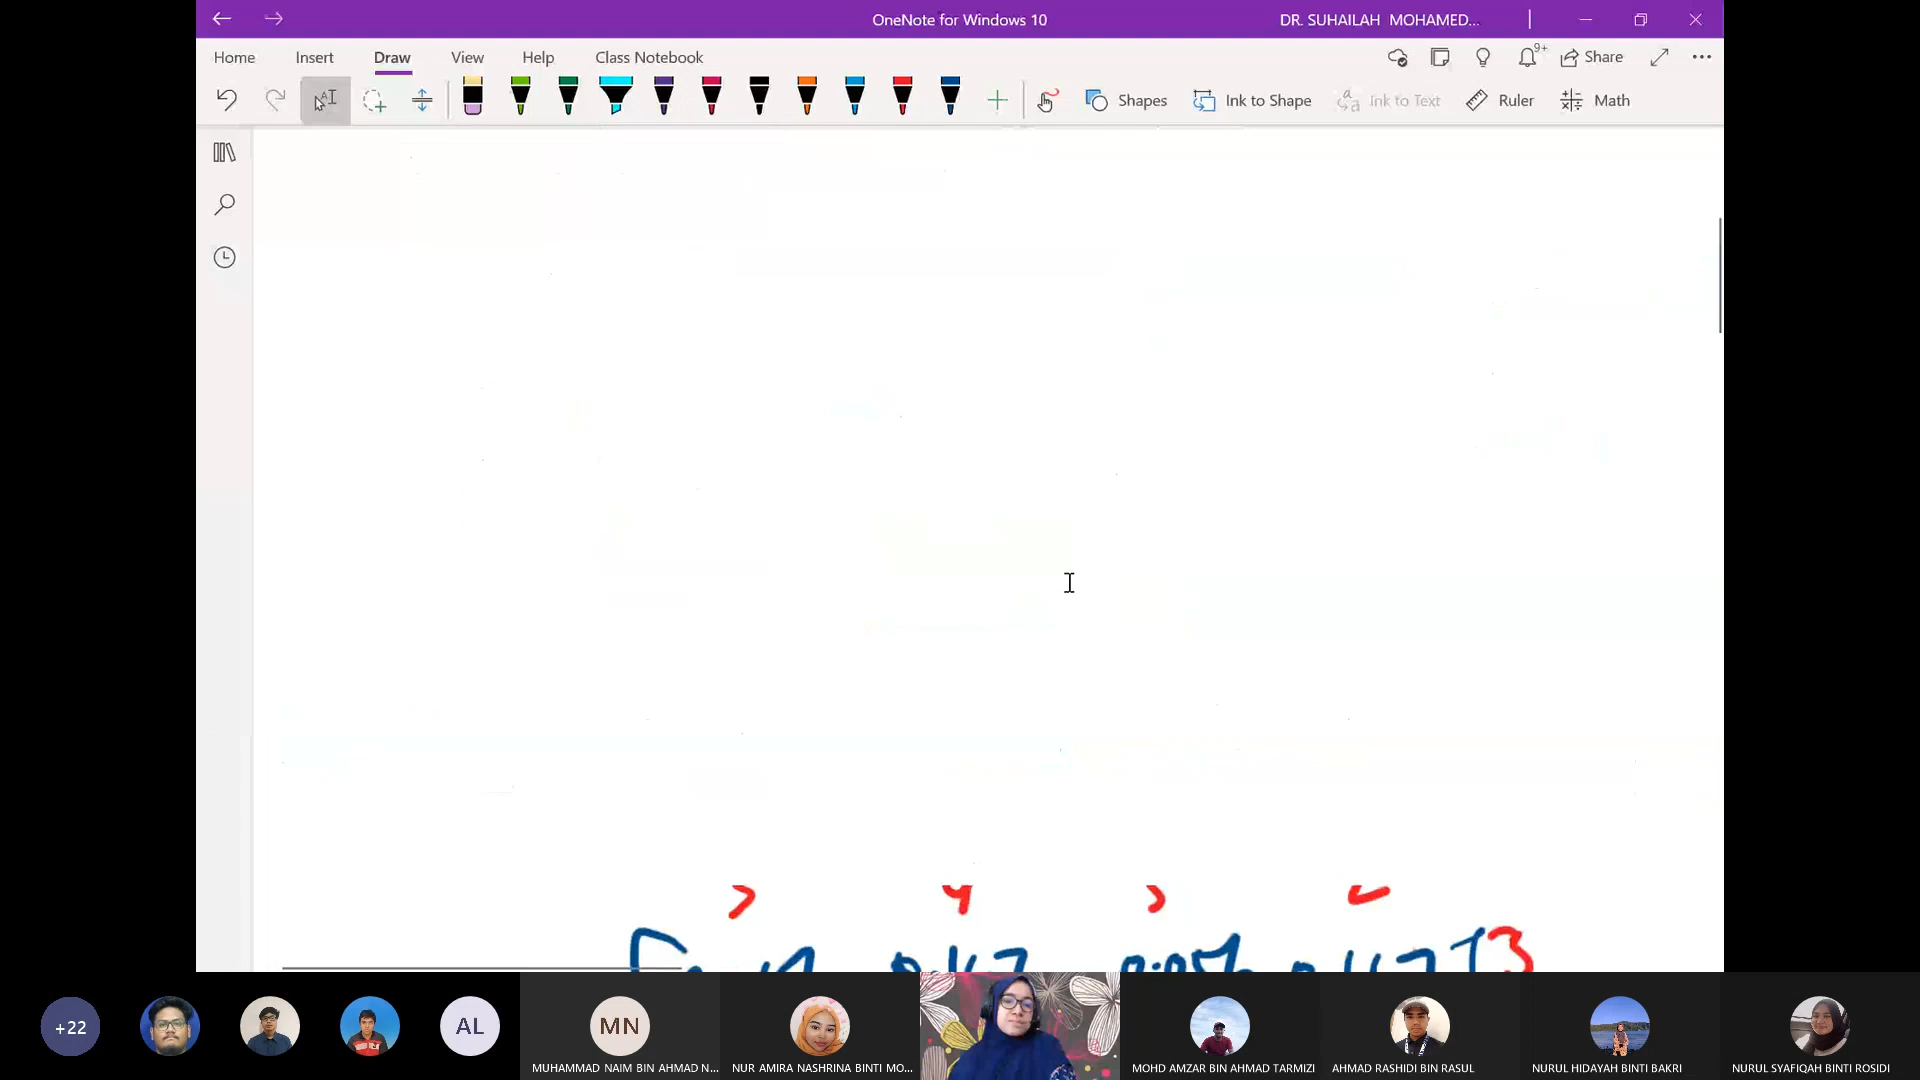 OneNote for Windows 10
DR. SUHAILAH MOHAMED...
Home Insert Draw View Help Class Notebook
9+ Share
Shapes Ink to Shape Ink to Text Ruler Math
3
+22 AL MN
MUHAMMAD NAIM BIN AHMAD N... NUR AMIRA NASHRINA BINTI MO... MOHD AMZAR BIN AHMAD TARMIZI AHMAD RASHIDI BIN RASUL NURUL HIDAYAH BINTI BAKRI NURUL SYAFIQAH BINTI ROSIDI